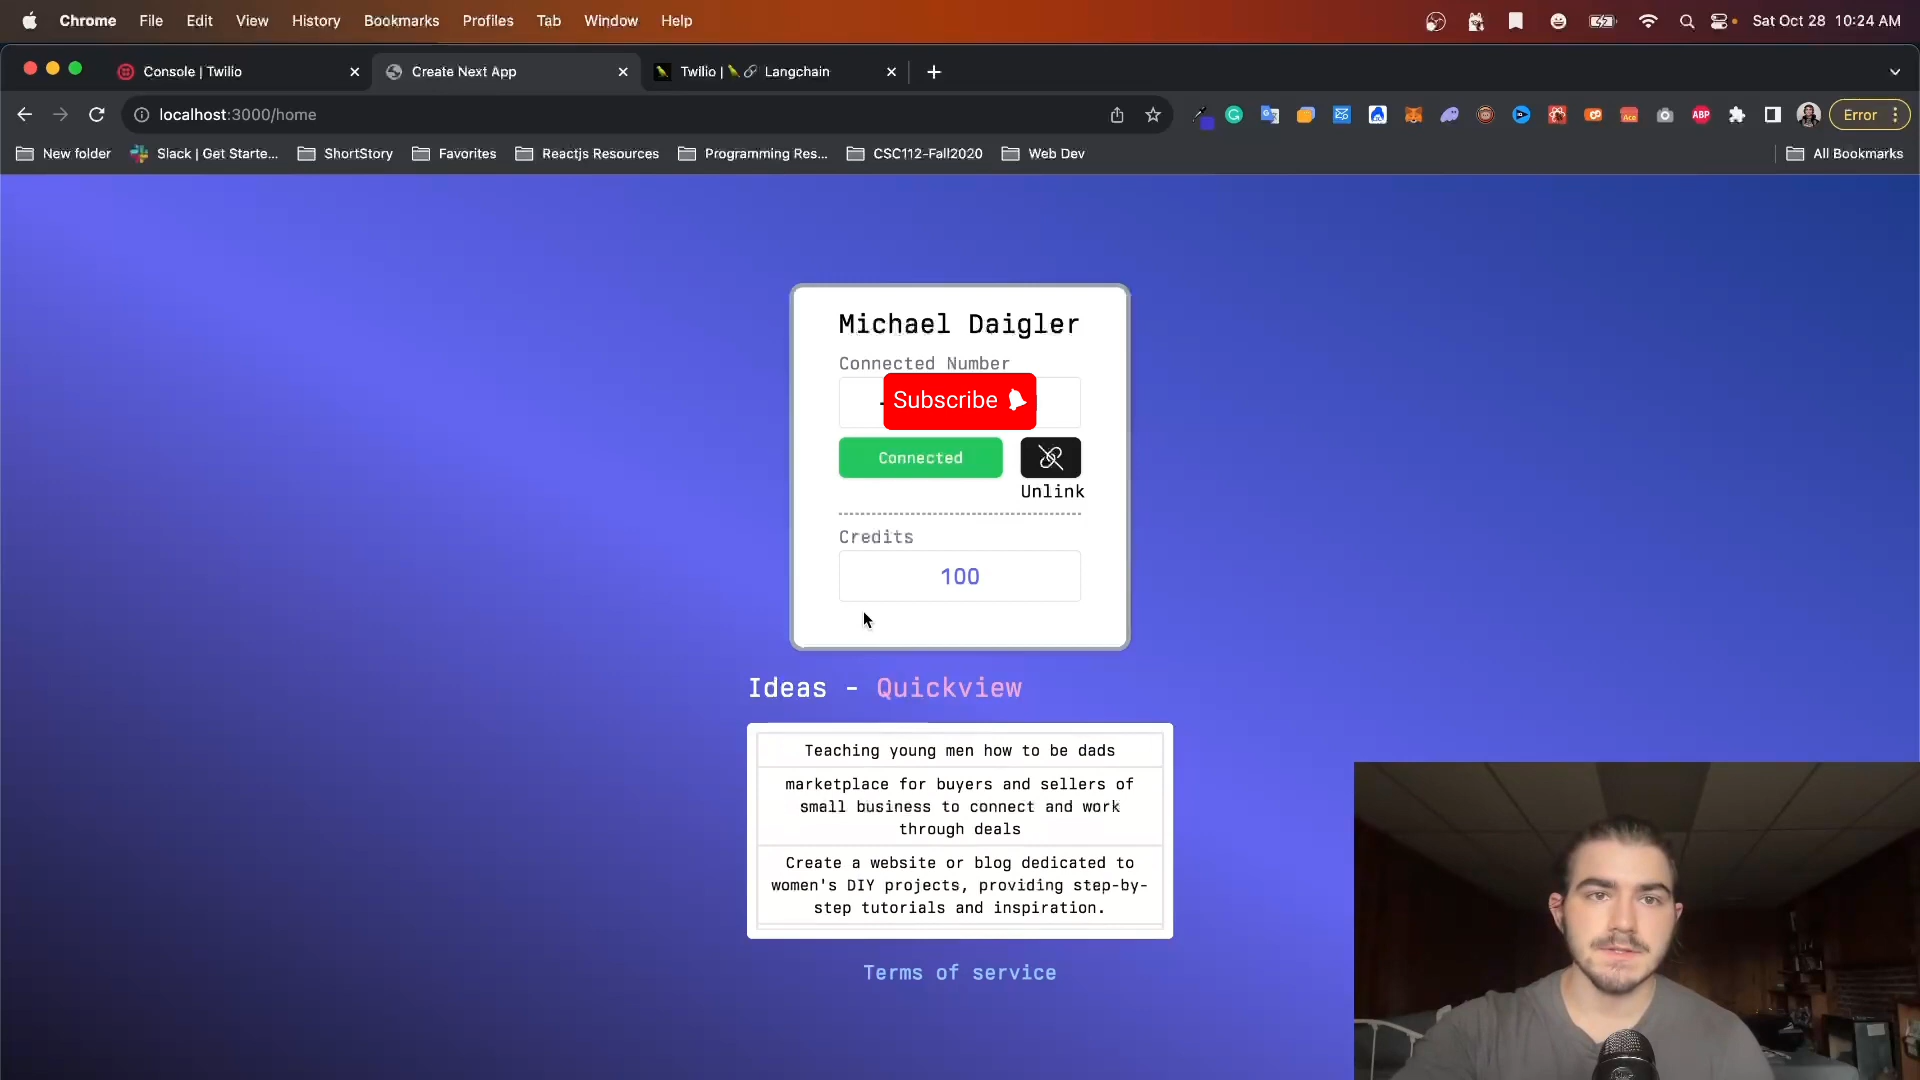 Chrome File Edit View History Bookmarks Profiles Tab Window Help Sat Oct 28 10:24 AM
Console | Twilio Create Next App Twilio | Langchain
localhost:3000/home Error
New folder Slack | Get Starte... ShortStory Favorites Reactjs Resources Programming Res... CSC112-Fall2020 Web Dev All Bookmarks
Michael Daigler
Connected Number
Subscribe
Connected
Unlink
Credits
100
Ideas - Quickview
Teaching young men how to be dads
marketplace for buyers and sellers of
small business to connect and work
through deals
Create a website or blog dedicated to
women's DIY projects, providing step-by-
step tutorials and inspiration.
Terms of service